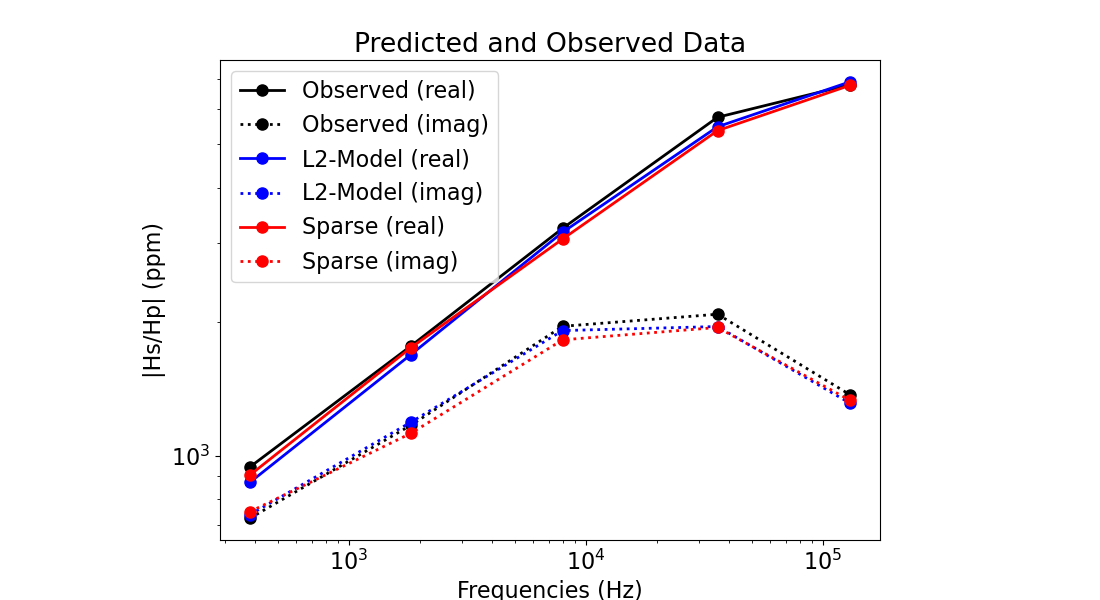 Predicted and Observed Data
Observed (real)
Observed (imag)
L2-Model (real)
L2-Model (imag)
Sparse (real)
Sparse (imag)
|Hs/Hp| (ppm)
10³
10³ 10⁴ 10⁵
Frequencies (Hz)